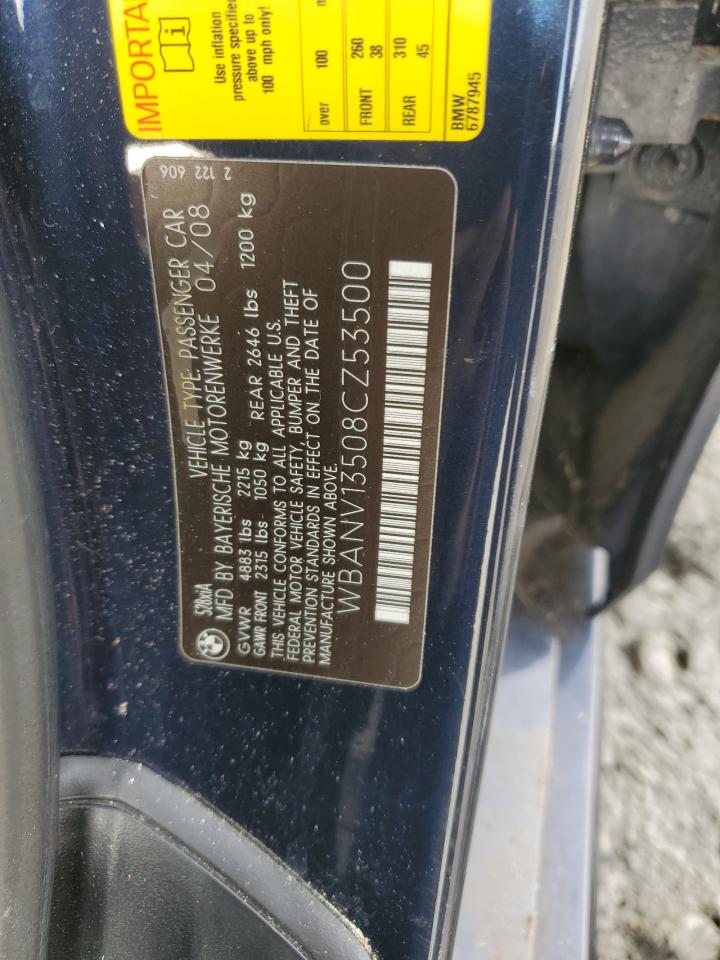 IMPORTA
Use inflation
pressure specified
above up to
100 mph only!
over 100
FRONT 260
38
REAR 310
45
BMW
6787945
528xiA
VEHICLE TYPE: PASSENGER CAR
MFD BY BAYERISCHE MOTORENWERKE 04/08
GVWR 4883 lbs 2215 kg
GAWR FRONT 2315 lbs 1050 kg REAR 2646 lbs 1200 kg
THIS VEHICLE CONFORMS TO ALL APPLICABLE U.S.
FEDERAL MOTOR VEHICLE SAFETY, BUMPER AND THEFT
PREVENTION STANDARDS IN EFFECT ON THE DATE OF
MANUFACTURE SHOWN ABOVE.
WBANV13508CZ53500
2 122 606